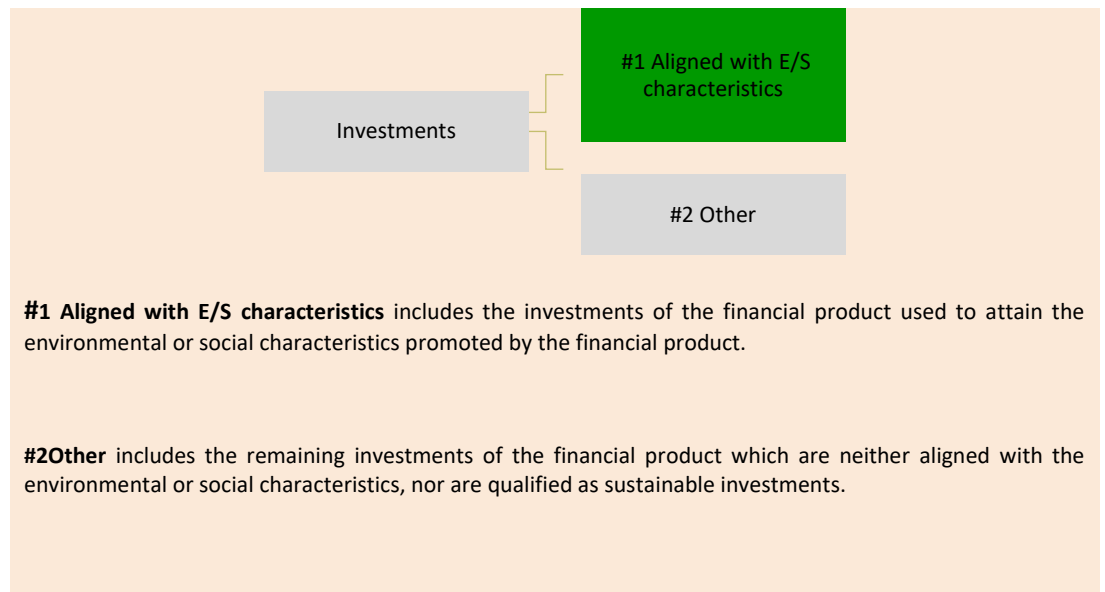 #1 Aligned with E/S
characteristics
Investments
#2 Other
#1 Aligned with E/S characteristics includes the investments of the financial product used to attain the
environmental or social characteristics promoted by the financial product.
#2Other includes the remaining investments of the financial product which are neither aligned with the
environmental or social characteristics, nor are qualified as sustainable investments.